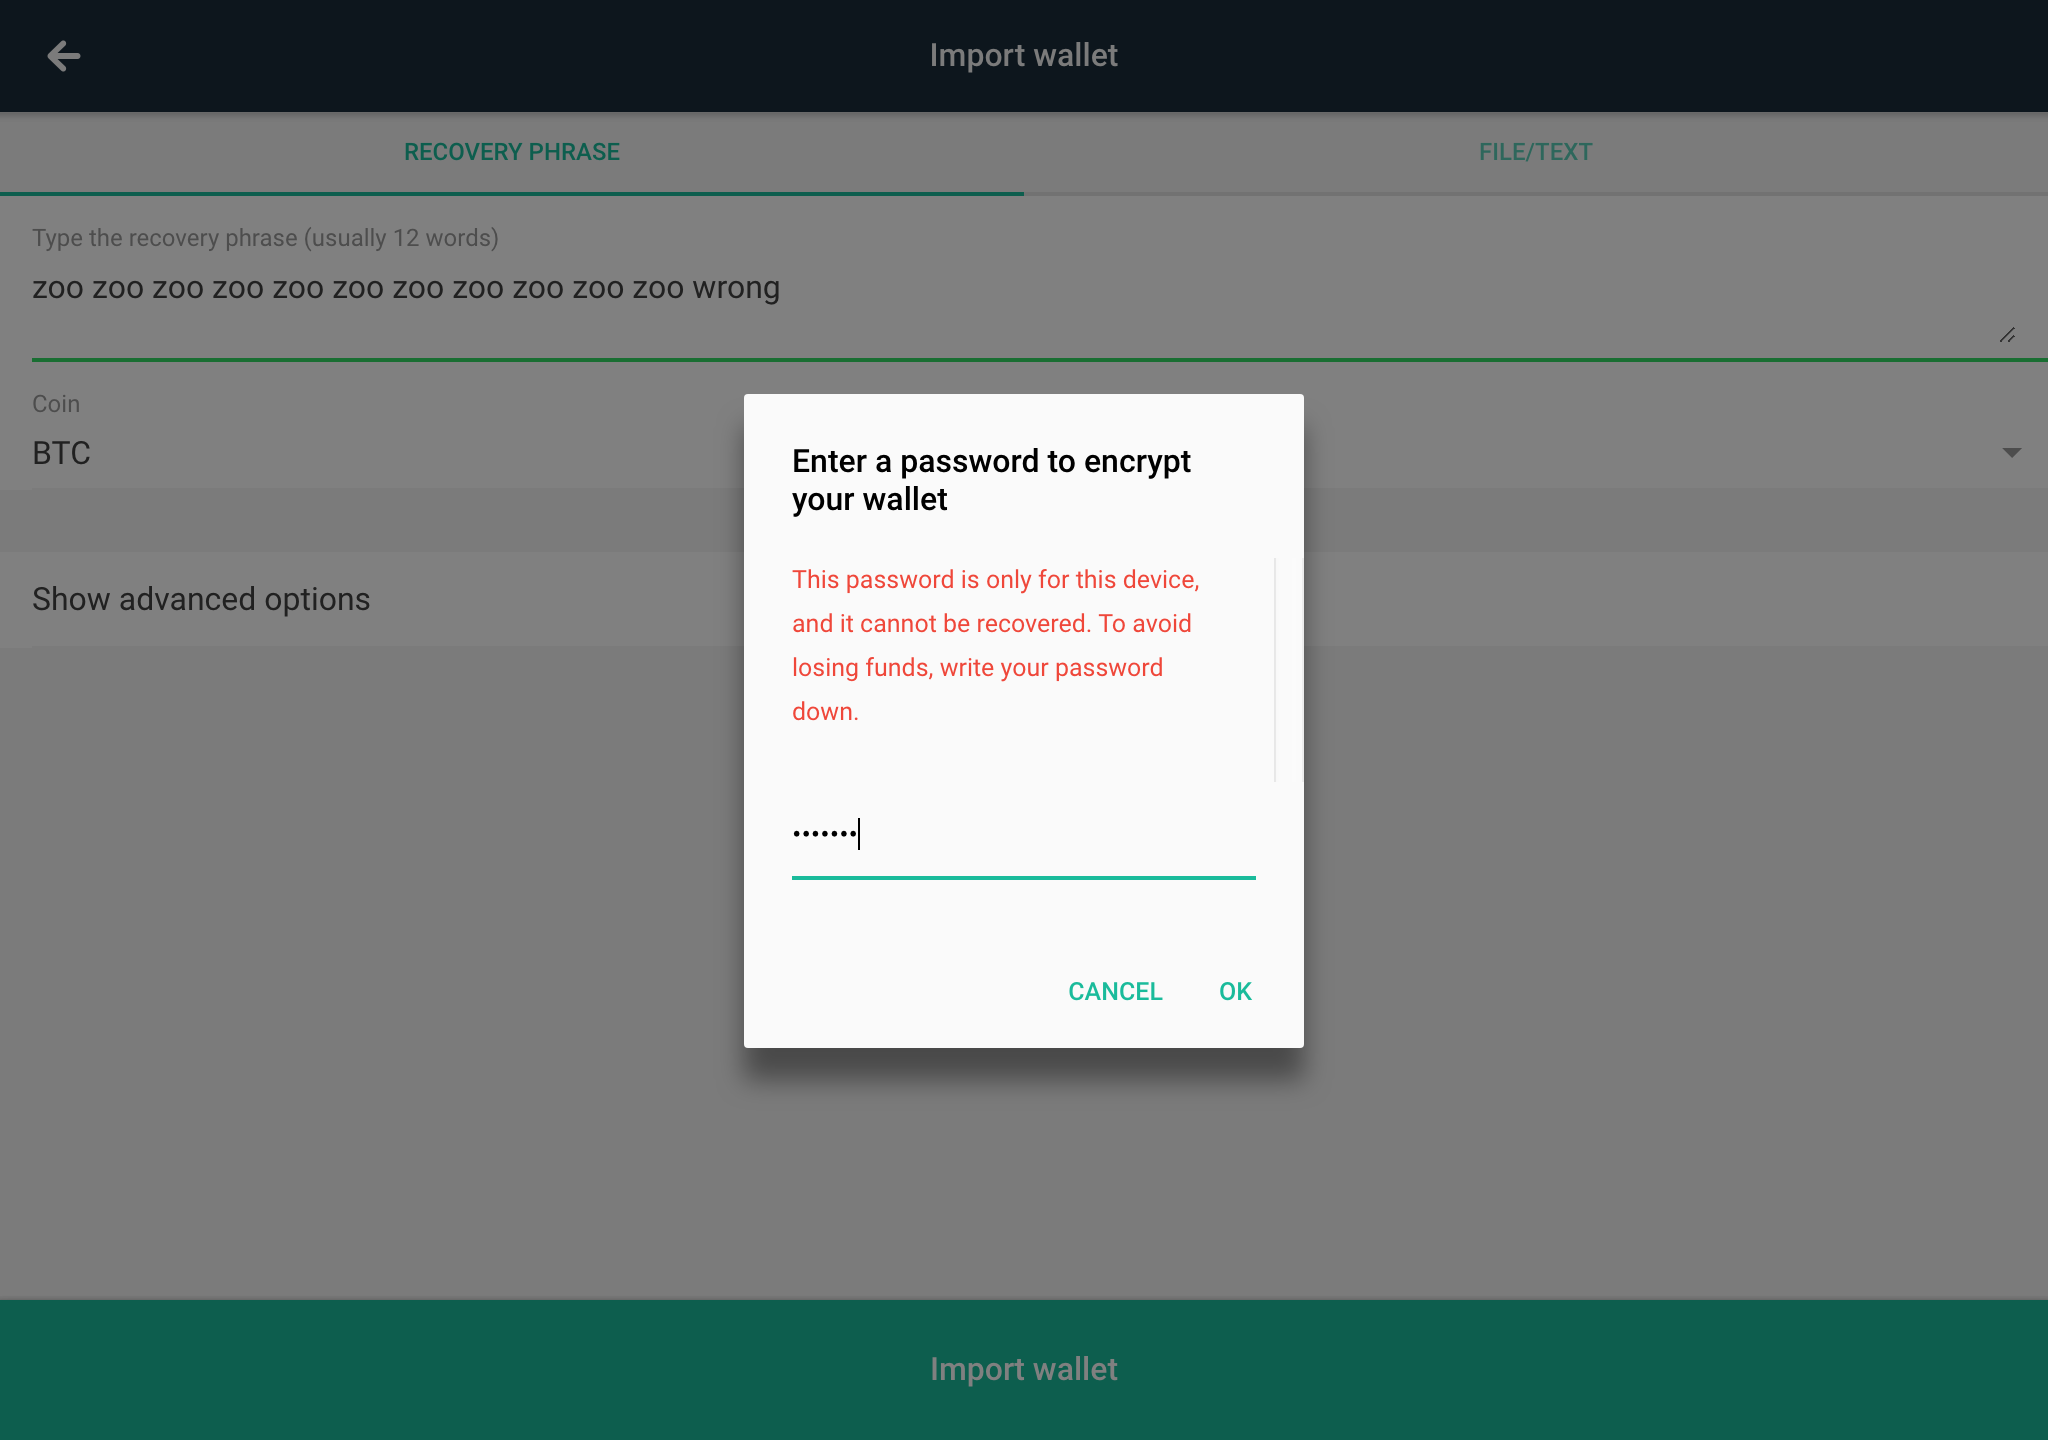 Import wallet
RECOVERY PHRASE
FILE/TEXT
Type the recovery phrase (usually 12 words)
zoo zoo zoo zoo zoo zoo zoo zoo zoo zoo zoo wrong
Coin
BTC
Show advanced options
Enter a password to encrypt
your wallet
This password is only for this device,
and it cannot be recovered. To avoid
losing funds, write your password
down.
•••••••
CANCEL
OK
Import wallet